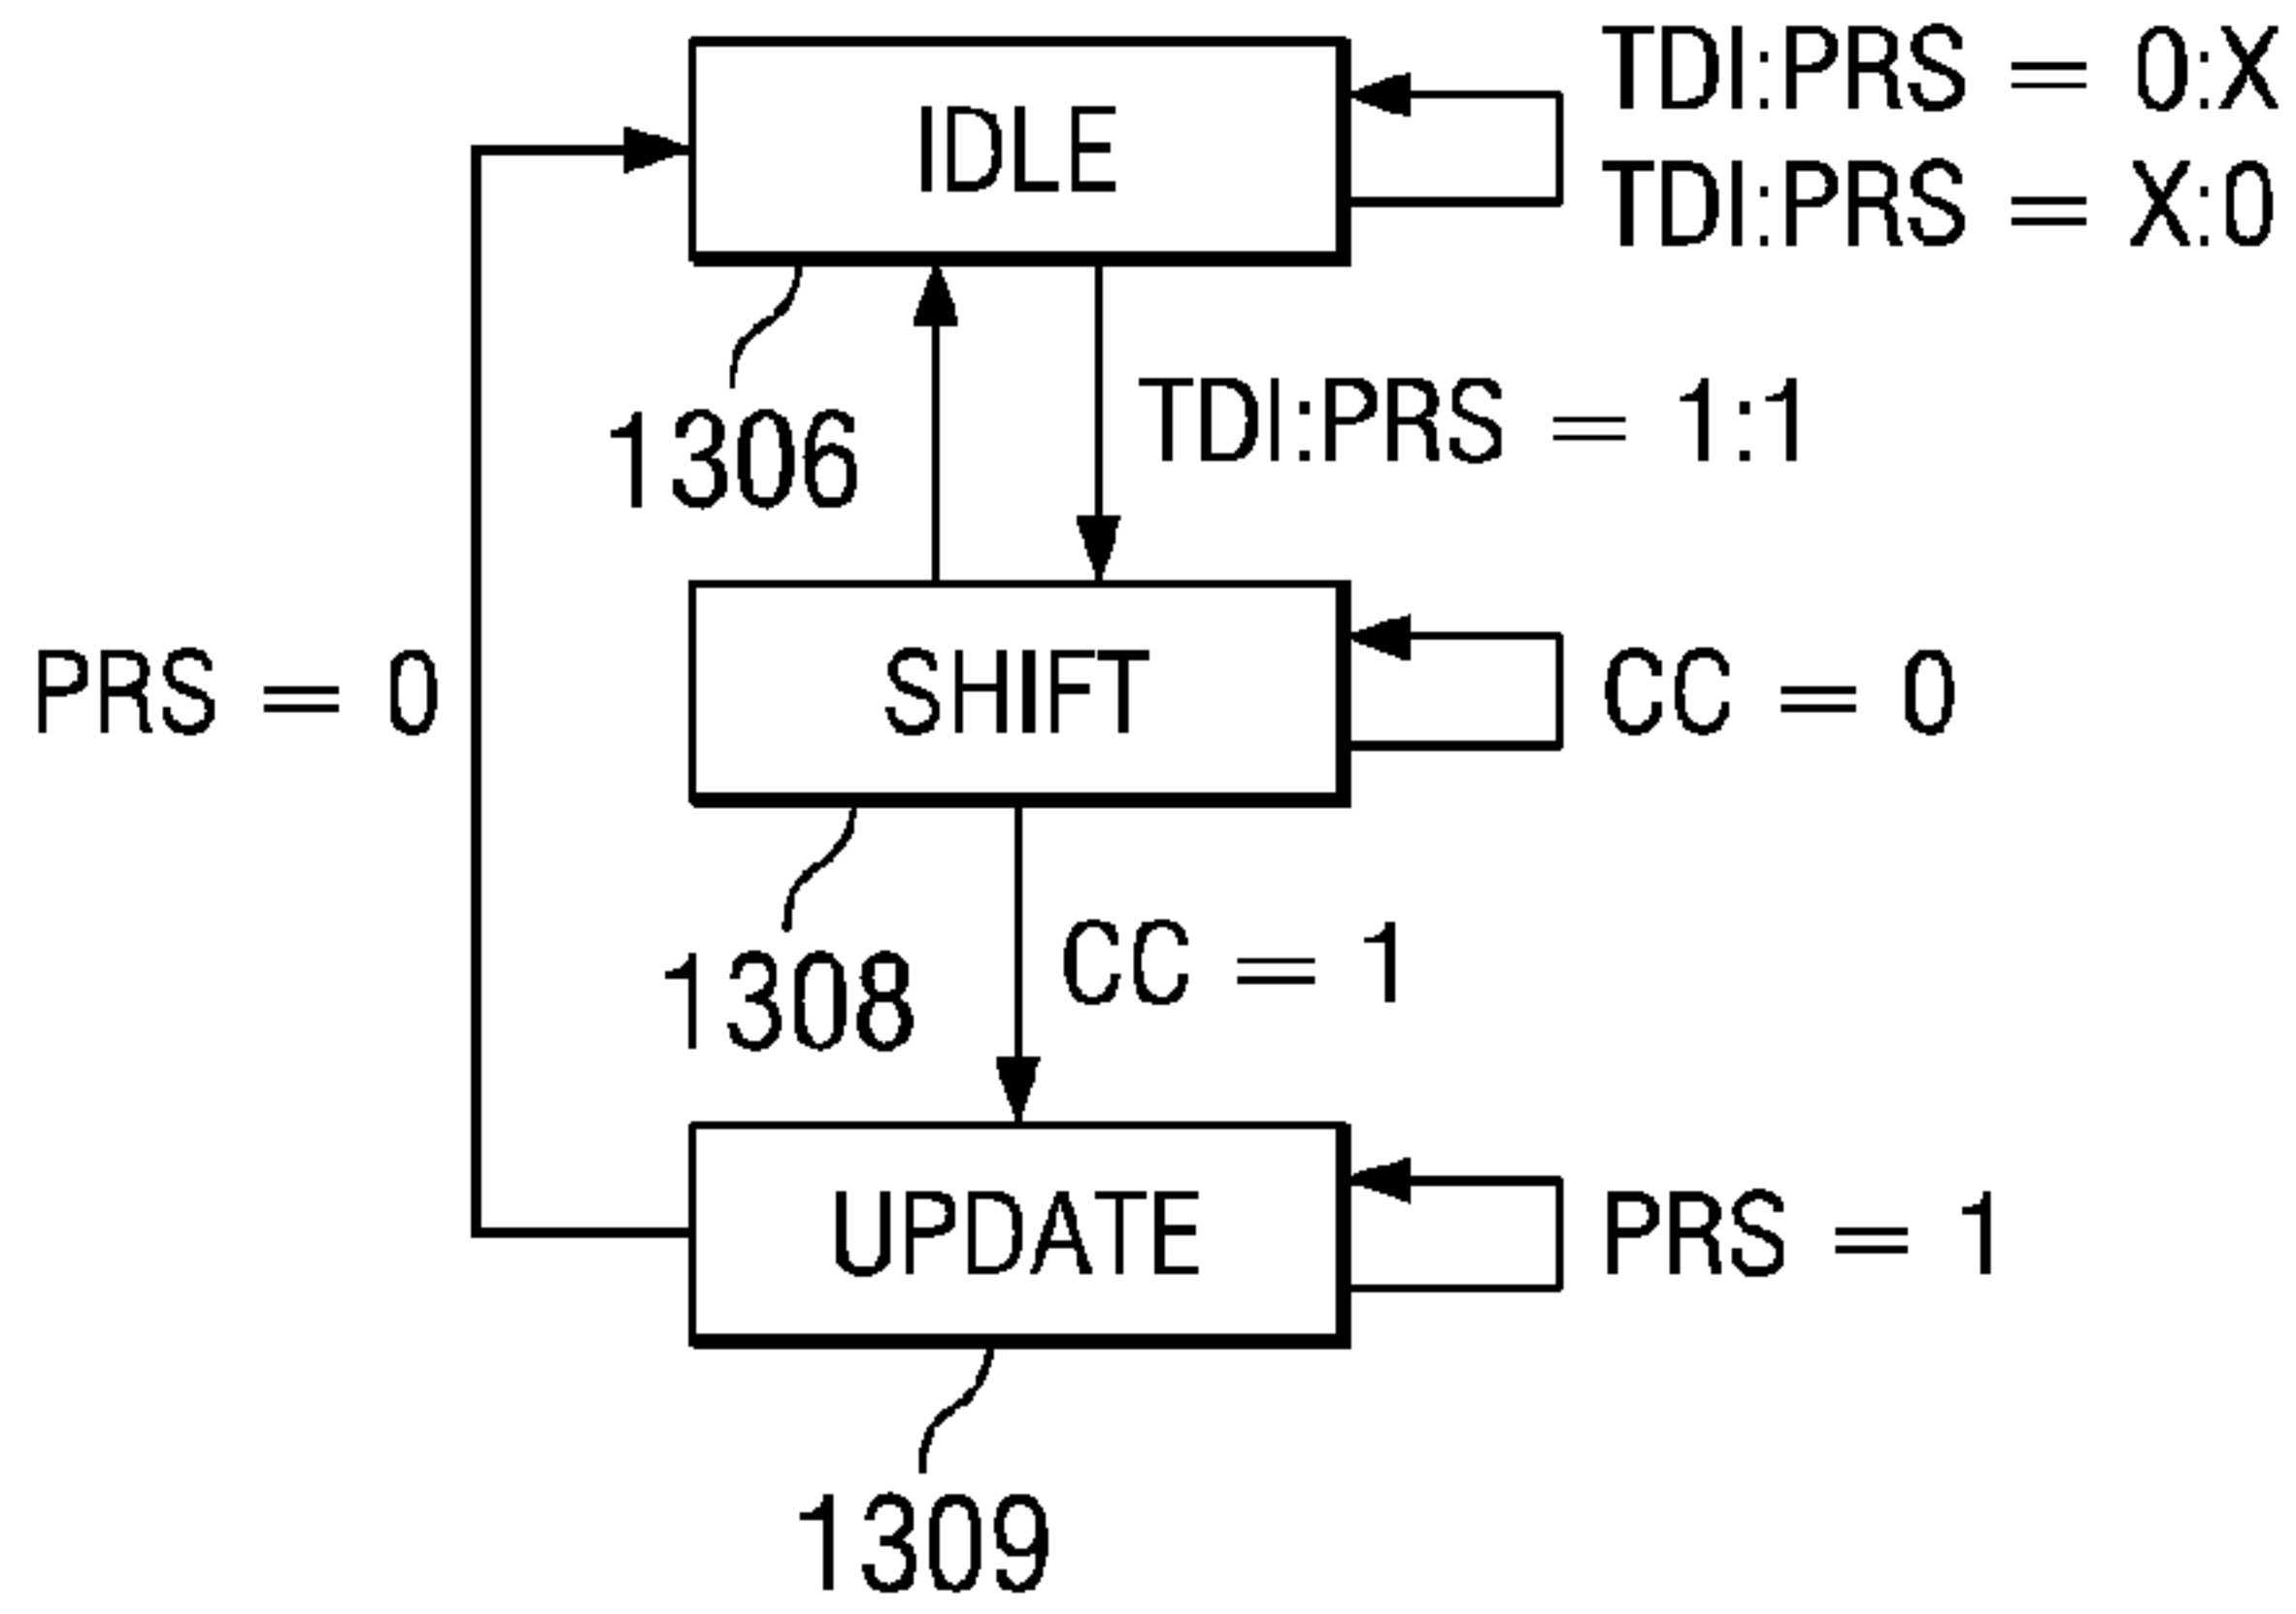 IDLE
TDI:PRS = 0:X
TDI:PRS = X:0
1306
TDI:PRS = 1:1
PRS = 0
SHIFT
CC = 0
1308
CC = 1
UPDATE
PRS = 1
1309